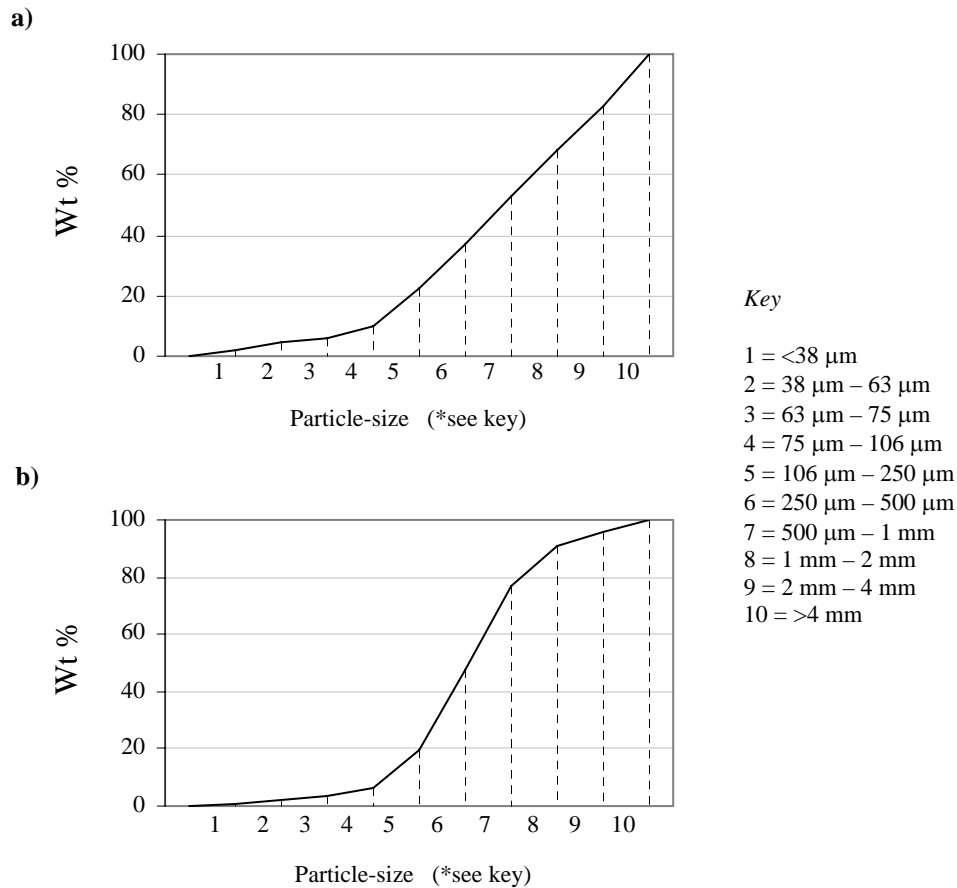 a)
100
80
60
40
20
0
Wt %
1 2 3 4 5 6 7 8 9 10
Particle-size (*see key)
b)
100
80
60
40
20
0
Wt %
1 2 3 4 5 6 7 8 9 10
Particle-size (*see key)
Key
1 = <38 μm
2 = 38 μm – 63 μm
3 = 63 μm – 75 μm
4 = 75 μm – 106 μm
5 = 106 μm – 250 μm
6 = 250 μm – 500 μm
7 = 500 μm – 1 mm
8 = 1 mm – 2 mm
9 = 2 mm – 4 mm
10 = >4 mm